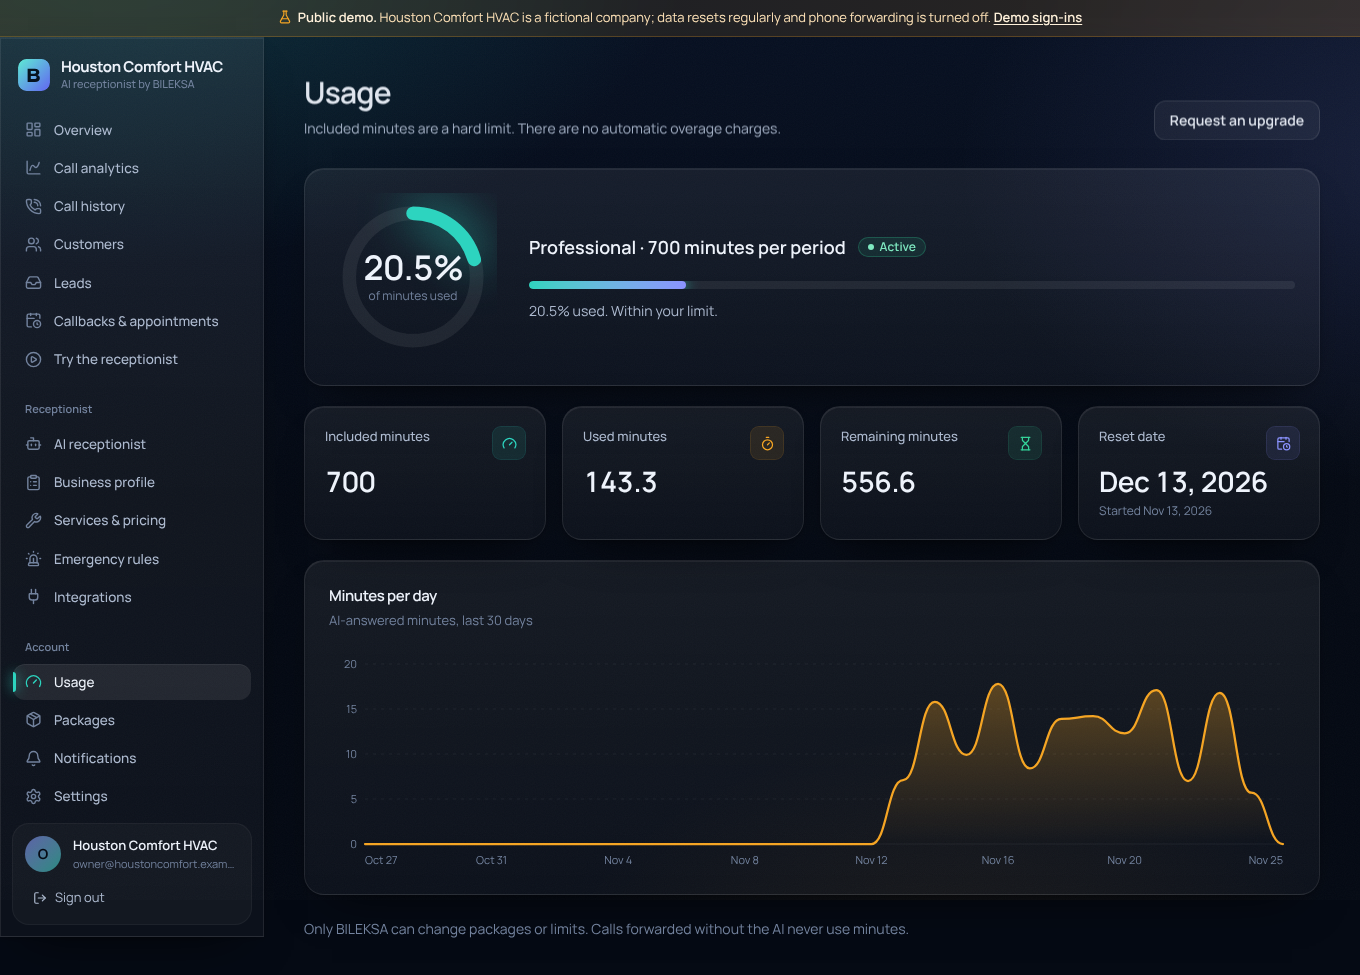 Public demo. Houston Comfort HVAC is a fictional company; data resets regularly and phone forwarding is turned off. Demo sign-ins
B
Houston Comfort HVAC
AI receptionist by BILEKSA
Overview
Call analytics
Call history
Customers
Leads
Callbacks & appointments
Try the receptionist
Receptionist
AI receptionist
Business profile
Services & pricing
Emergency rules
Integrations
Account
Usage
Packages
Notifications
Settings
O
Houston Comfort HVAC
owner@houstoncomfort.exam...
Sign out
Usage
Included minutes are a hard limit. There are no automatic overage charges.
Request an upgrade
20.5%
of minutes used
Professional · 700 minutes per period
Active
20.5% used. Within your limit.
Included minutes
700
Used minutes
143.3
Remaining minutes
556.6
Reset date
Dec 13, 2026
Started Nov 13, 2026
Minutes per day
AI-answered minutes, last 30 days
20
15
10
5
0
Oct 27 Oct 31 Nov 4 Nov 8 Nov 12 Nov 16 Nov 20 Nov 25
Only BILEKSA can change packages or limits. Calls forwarded without the AI never use minutes.